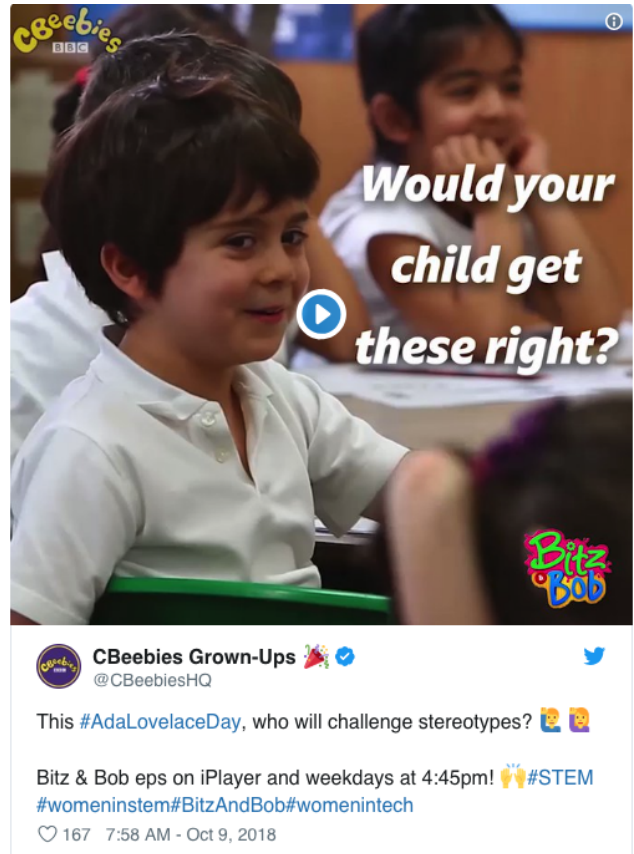 CBeebies
BBC
Would your
child get
these right?
Bitz
& Bob
CBeebies Grown-Ups 🎉
@CBeebiesHQ
This #AdaLovelaceDay, who will challenge stereotypes? 🙋‍♂️ 🙋‍♀️
Bitz & Bob eps on iPlayer and weekdays at 4:45pm! 🙌 #STEM
#womeninstem#BitzAndBob#womenintech
167 7:58 AM - Oct 9, 2018